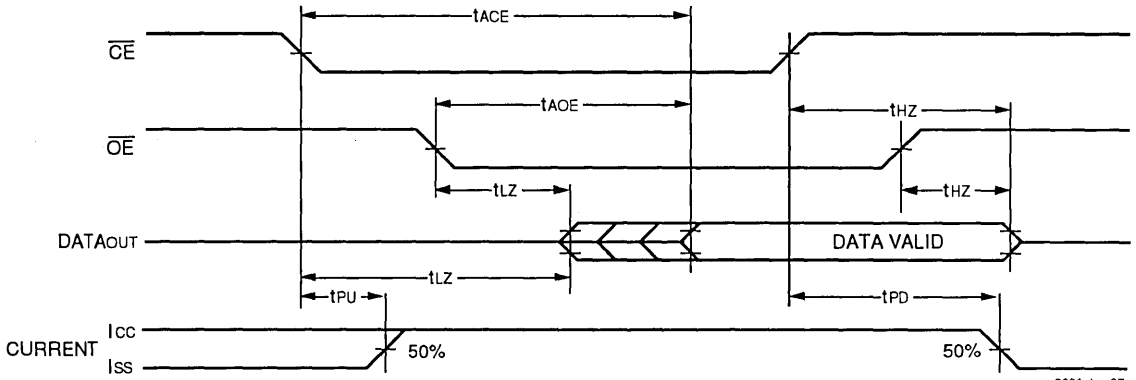 tACE
CE
tAOE
tHZ
OE
tLZ
tHZ
DATAOUT
DATA VALID
tLZ
tPU
tPD
ICC
CURRENT
50%
50%
ISS